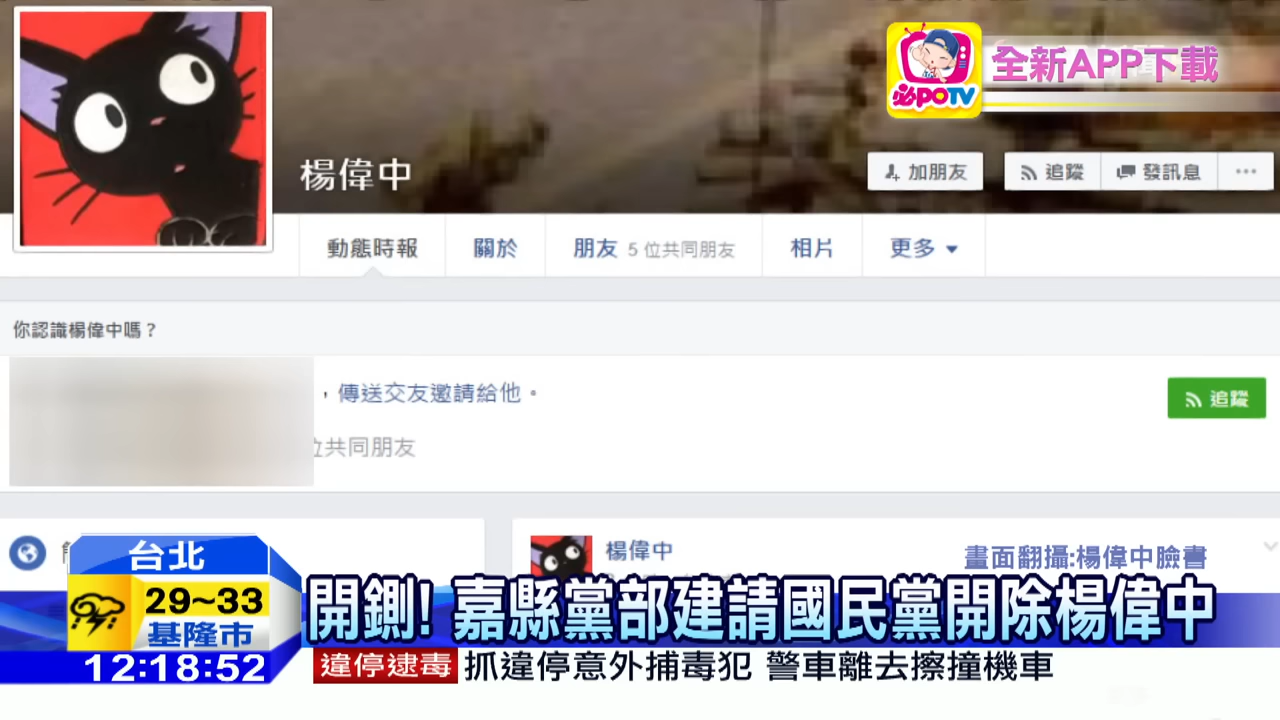 必POTV
全新APP下載
楊偉中
加朋友
追蹤
發訊息
動態時報
關於
朋友 5 位共同朋友
相片
更多
你認識楊偉中嗎？
，傳送交友邀請給他。
追蹤
位共同朋友
楊偉中
畫面翻攝:楊偉中臉書
台北
29~33
基隆市
12:18:52
開鍘! 嘉縣黨部建請國民黨開除楊偉中
違停逮毒 抓違停意外捕毒犯 警車離去擦撞機車